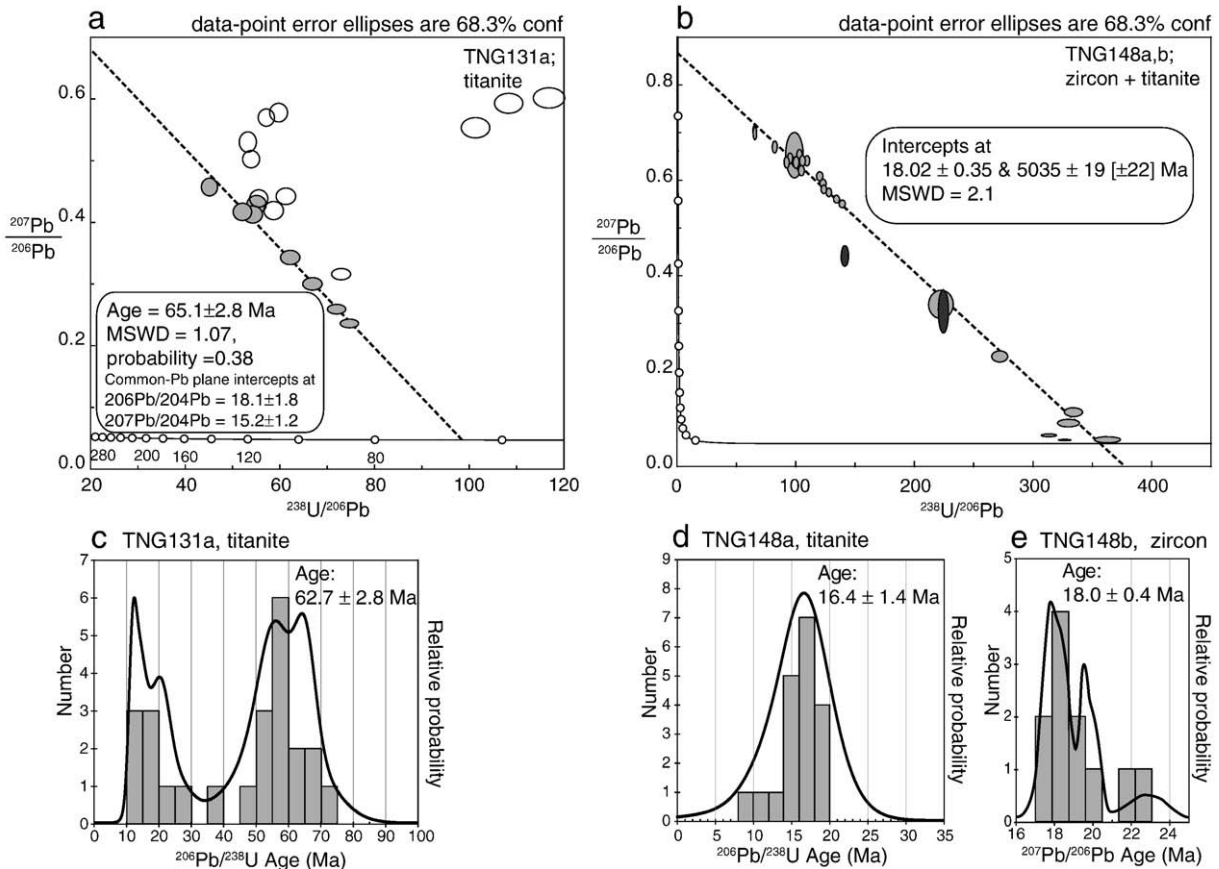 a
data-point error ellipses are 68.3% conf
TNG131a;
titanite
0.6
0.4
0.2
0.0
207Pb
206Pb
Age = 65.1±2.8 Ma
MSWD = 1.07,
probability =0.38
Common-Pb plane intercepts at
206Pb/204Pb = 18.1±1.8
207Pb/204Pb = 15.2±1.2
280 200 160 120 80
20 40 60 80 100 120
238U/206Pb
b
data-point error ellipses are 68.3% conf
TNG148a,b;
zircon + titanite
0.8
0.6
0.4
0.2
0.0
207Pb
206Pb
Intercepts at
18.02 ± 0.35 & 5035 ± 19 [±22] Ma
MSWD = 2.1
0 100 200 300 400
238U/206Pb
c TNG131a, titanite
Age:
62.7 ± 2.8 Ma
7
6
5
4
3
2
1
0
Number
Relative probability
0 10 20 30 40 50 60 70 80 90 100
206Pb/238U Age (Ma)
d TNG148a, titanite
Age:
16.4 ± 1.4 Ma
9
8
7
6
5
4
3
2
1
0
Number
Relative probability
0 5 10 15 20 25 30 35
206Pb/238U Age (Ma)
e TNG148b, zircon
Age:
18.0 ± 0.4 Ma
5
4
3
2
1
0
Number
Relative probability
16 18 20 22 24
207Pb/206Pb Age (Ma)